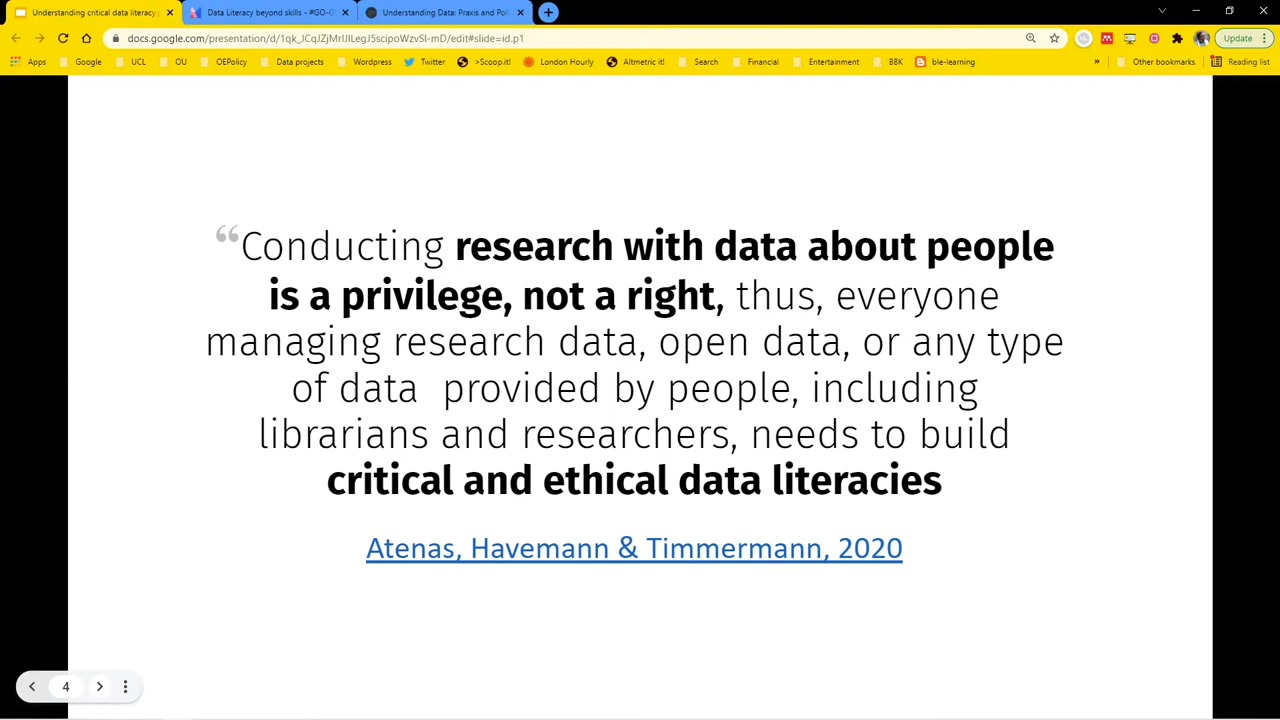 Understanding critical data literacy
Data Literacy beyond skills - #GO-G
Understanding Data: Praxis and Pol
docs.google.com/presentation/d/1qk_JCqJZjMrIJILegJ5scipoWzvSI-mD/edit#slide=id.p1
Update
Apps Google UCL OU OEPolicy Data projects Wordpress Twitter >Scoop.it! London Hourly Altmetric it! Search Financial Entertainment BBK ble-learning » Other bookmarks Reading list
“Conducting research with data about people
is a privilege, not a right, thus, everyone
managing research data, open data, or any type
of data provided by people, including
librarians and researchers, needs to build
critical and ethical data literacies
Atenas, Havemann & Timmermann, 2020
4